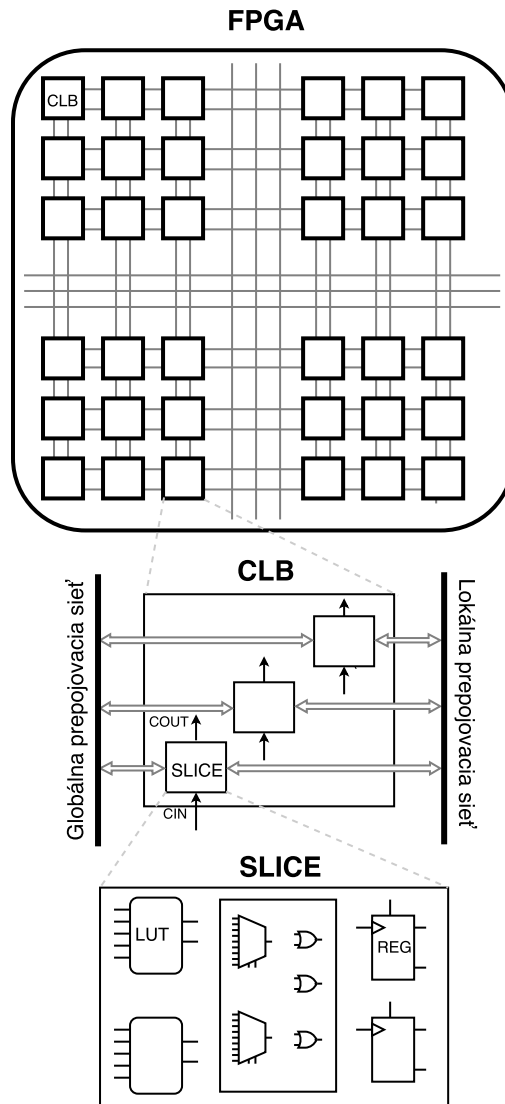 FPGA
CLB
CLB
Globálna prepojovacia sieť
Lokálna prepojovacia sieť
COUT
SLICE
CIN
SLICE
LUT
REG